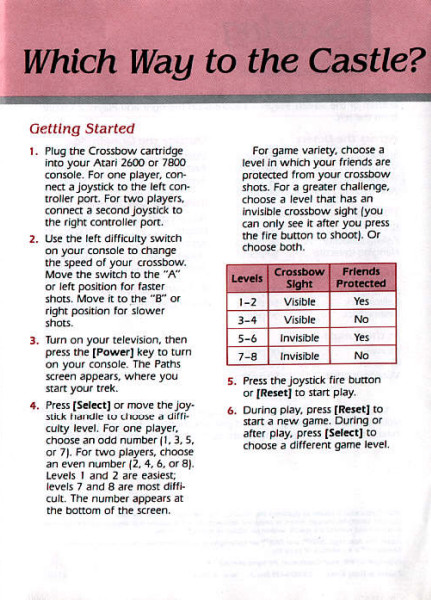 Which Way to the Castle?
Getting Started
1. Plug the Crossbow cartridge
into your Atari 2600 or 7800
console. For one player, con-
nect a joystick to the left con-
troller port. For two players,
connect a second joystick to
the right controller port.
2. Use the left difficulty switch
on your console to change
the speed of your crossbow.
Move the switch to the "A"
or left position for faster
shots. Move it to the "B" or
right position for slower
shots.
3. Turn on your television, then
press the [Power] key to turn
on your console. The Paths
screen appears, where you
start your trek.
4. Press [Select] or move the joy-
stick handle to choose a diffi-
culty level. For one player,
choose an odd number (1, 3, 5,
or 7). For two players, choose
an even number (2, 4, 6, or 8).
Levels 1 and 2 are easiest;
levels 7 and 8 are most diffi-
cult. The number appears at
the bottom of the screen.
For game variety, choose a
level in which your friends are
protected from your crossbow
shots. For a greater challenge,
choose a level that has an
invisible crossbow sight (you
can only see it after you press
the fire button to shoot). Or
choose both.
Levels Crossbow Sight Friends Protected
1-2 Visible Yes
3-4 Visible No
5-6 Invisible Yes
7-8 Invisible No
5. Press the joystick fire button
or [Reset] to start play.
6. During play, press [Reset] to
start a new game. During or
after play, press [Select] to
choose a different game level.